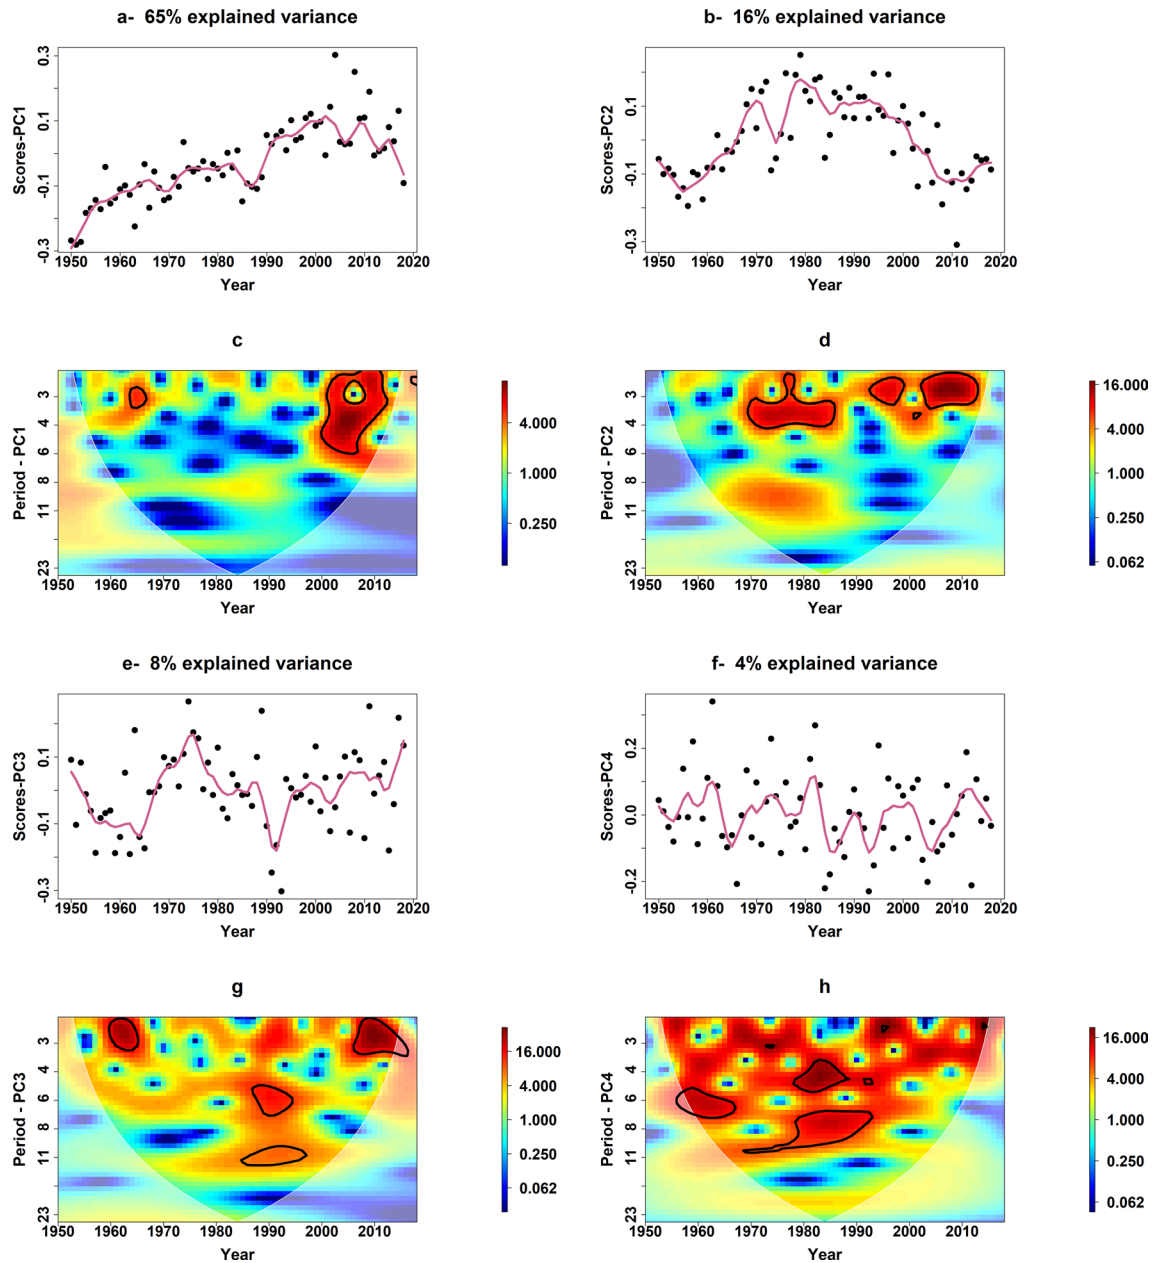 a-  65% explained variance
Scores-PC1
0.3
0.1
-0.1
-0.3
1950 1960 1970 1980 1990 2000 2010 2020
Year
b-  16% explained variance
Scores-PC2
0.1
-0.1
-0.3
1950 1960 1970 1980 1990 2000 2010 2020
Year
c
Period - PC1
3
4
6
8
11
23
1950 1960 1970 1980 1990 2000 2010
Year
4.000
1.000
0.250
d
Period - PC2
3
4
6
8
11
23
1950 1960 1970 1980 1990 2000 2010
Year
16.000
4.000
1.000
0.250
0.062
e-  8% explained variance
Scores-PC3
0.1
-0.1
-0.3
1950 1960 1970 1980 1990 2000 2010 2020
Year
f-  4% explained variance
Scores-PC4
0.2
0.0
-0.2
1950 1960 1970 1980 1990 2000 2010 2020
Year
g
Period - PC3
3
4
6
8
11
23
1950 1960 1970 1980 1990 2000 2010
Year
16.000
4.000
1.000
0.250
0.062
h
Period - PC4
3
4
6
8
11
23
1950 1960 1970 1980 1990 2000 2010
Year
16.000
4.000
1.000
0.250
0.062